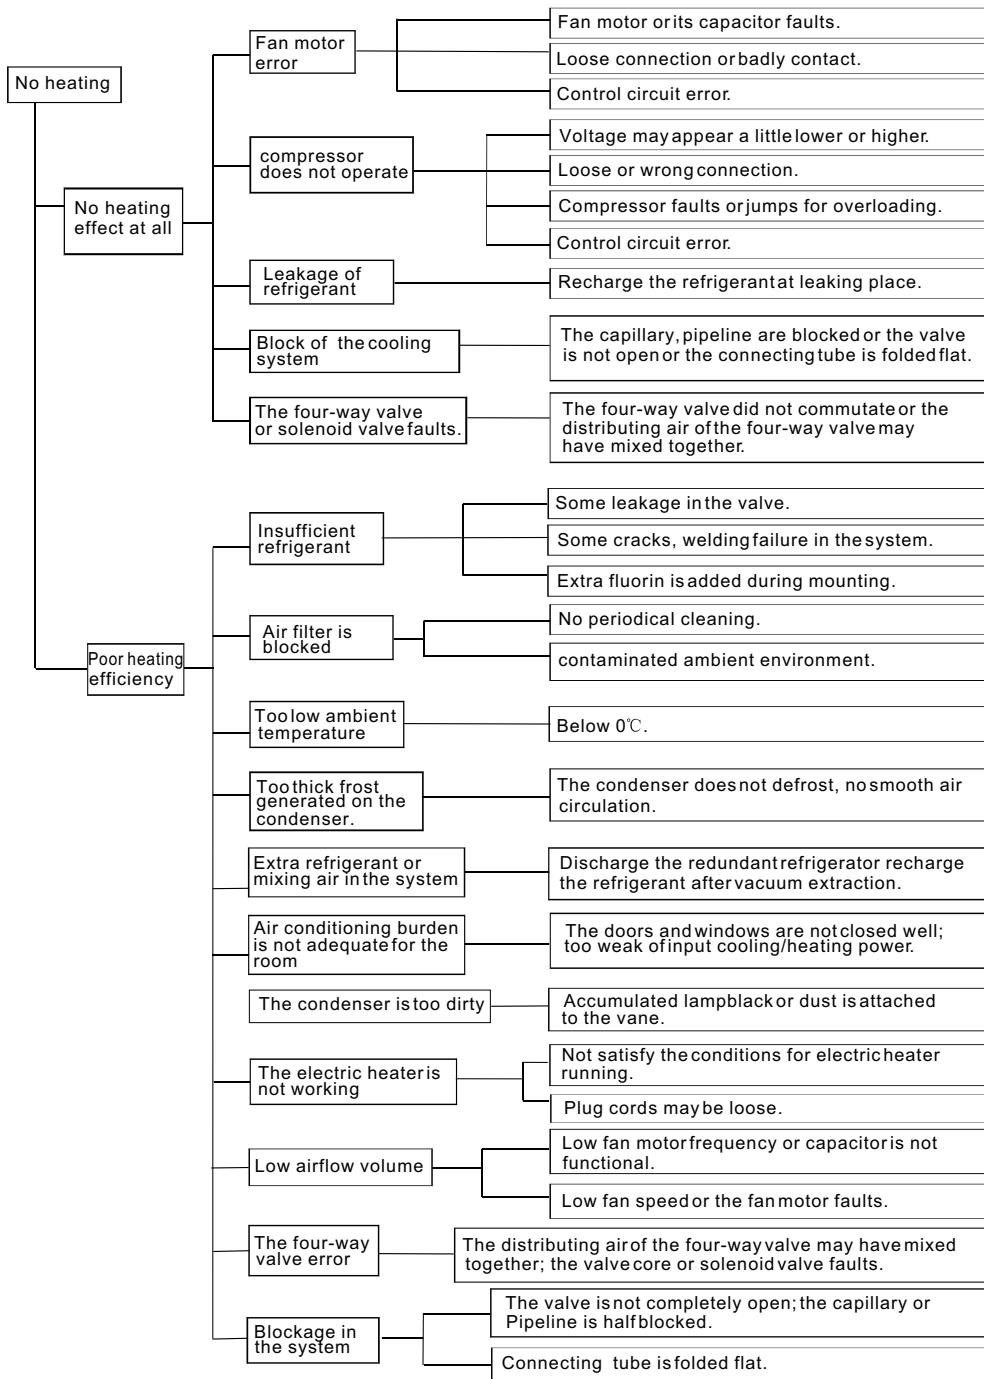 No heating
No heating
effect at all
Fan motor
error
Fan motor or its capacitor faults.
Loose connection or badly contact.
Control circuit error.
compressor
does not operate
Voltage may appear a little lower or higher.
Loose or wrong connection.
Compressor faults or jumps for overloading.
Control circuit error.
Leakage of
refrigerant
Recharge the refrigerant at leaking place.
Block of the cooling
system
The capillary, pipeline are blocked or the valve
is not open or the connecting tube is folded flat.
The four-way valve
or solenoid valve faults.
The four-way valve did not commutate or the
distributing air of the four-way valve may
have mixed together.
Poor heating
efficiency
Insufficient
refrigerant
Some leakage in the valve.
Some cracks, welding failure in the system.
Extra fluorin is added during mounting.
Air filter is
blocked
No periodical cleaning.
contaminated ambient environment.
Too low ambient
temperature
Below 0℃.
Too thick frost
generated on the
condenser.
The condenser does not defrost, no smooth air
circulation.
Extra refrigerant or
mixing air in the system
Discharge the redundant refrigerator recharge
the refrigerant after vacuum extraction.
Air conditioning burden
is not adequate for the
room
The doors and windows are not closed well;
too weak of input cooling/heating power.
The condenser is too dirty
Accumulated lampblack or dust is attached
to the vane.
The electric heater is
not working
Not satisfy the conditions for electric heater
running.
Plug cords may be loose.
Low airflow volume
Low fan motor frequency or capacitor is not
functional.
Low fan speed or the fan motor faults.
The four-way
valve error
The distributing air of the four-way valve may have mixed
together; the valve core or solenoid valve faults.
Blockage in
the system
The valve is not completely open; the capillary or
Pipeline is half blocked.
Connecting tube is folded flat.